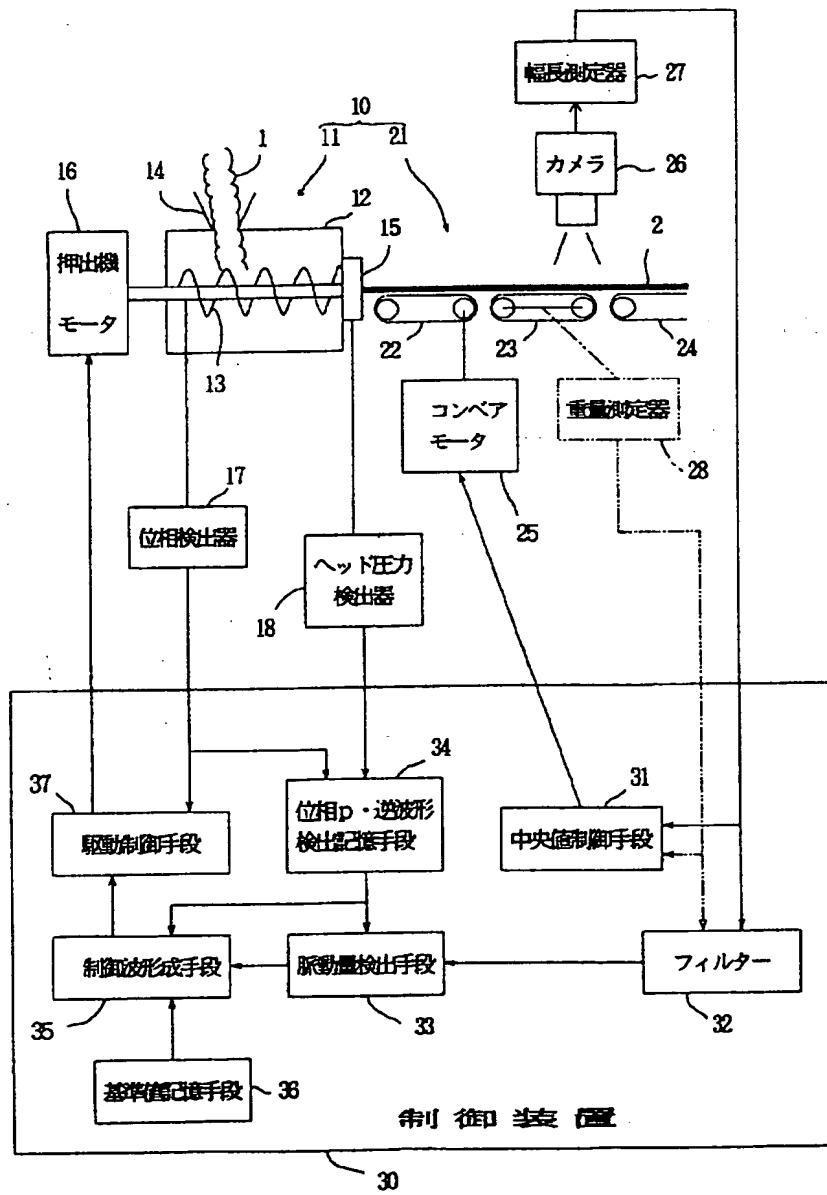 幅長測定器
27
10
11
21
1
カメラ
26
16
14
12
15
2
押出機
モータ
13
22
23
24
コンベア
モータ
重量測定器
28
17
25
位相検出器
ヘッド圧力
検出器
18
34
31
37
位相p・逆波形
検出記憶手段
中央値制御手段
駆動制御手段
制御波形成手段
脈動量検出手段
フィルター
35
33
32
基準値記憶手段
36
制御装置
30